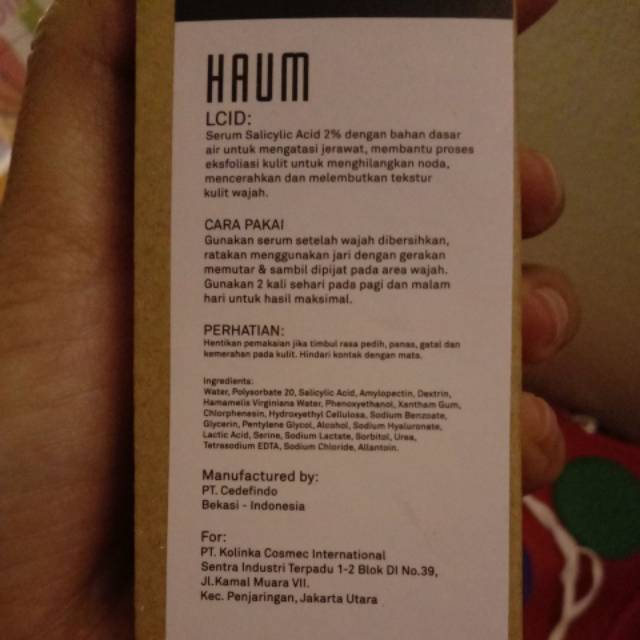 HAUM
LCID:
Serum Salicylic Acid 2% dengan bahan dasar
air untuk mengatasi jerawat, membantu proses
eksfoliasi kulit untuk menghilangkan noda,
mencerahkan dan melembutkan tekstur
kulit wajah.
CARA PAKAI
Gunakan serum setelah wajah dibersihkan,
ratakan menggunakan jari dengan gerakan
memutar & sambil dipijat pada area wajah.
Gunakan 2 kali sehari pada pagi dan malam
hari untuk hasil maksimal.
PERHATIAN:
Hentikan pemakaian jika timbul rasa pedih, panas, gatal dan
kemerahan pada kulit. Hindari kontak dengan mata.
Ingredients:
Water, Polysorbate 20, Salicylic Acid, Amylopectin, Dextrin,
Hamamelis Virginiana Water, Phenoxyethanol, Xantham Gum,
Chlorphenesin, Hydroxyethyl Cellulosa, Sodium Benzoate,
Glycerin, Pentylene Glycol, Alcohol, Sodium Hyaluronate,
Lactic Acid, Serine, Sodium Lactate, Sorbitol, Urea,
Tetrasodium EDTA, Sodium Chloride, Allantoin.
Manufactured by:
PT. Cedefindo
Bekasi - Indonesia
For:
PT. Kolinka Cosmec International
Sentra Industri Terpadu 1-2 Blok DI No.39,
Jl.Kamal Muara VII.
Kec. Penjaringan, Jakarta Utara